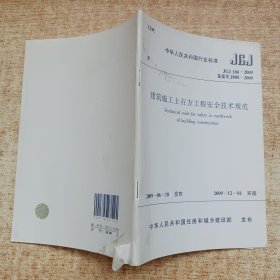 UDC
中华人民共和国行业标准
JGJ
P
JGJ 180 - 2009
备案号 J888 - 2009
建筑施工土石方工程安全技术规范
Technical code for safety in earthwork
of building construction
2009 - 06 - 18 发布
2009 - 12 - 01 实施
中华人民共和国住房和城乡建设部 发布